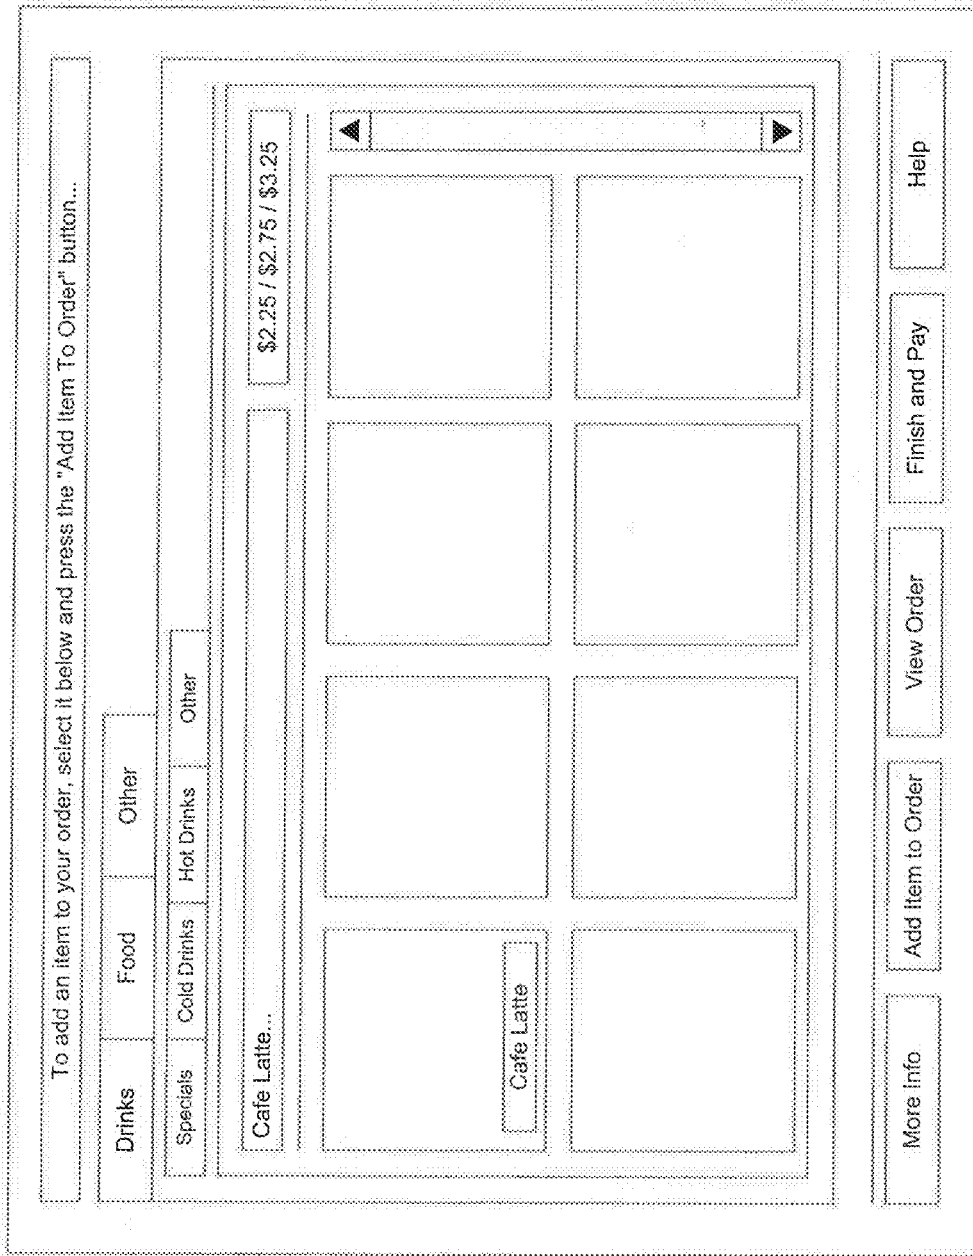 To add an item to your order, select it below and press the "Add Item To Order" button...
Drinks
Food
Other
Specials
Cold Drinks
Hot Drinks
Other
Cafe Latte...
$2.25 / $2.75 / $3.25
Cafe Latte
More Info
Add Item to Order
View Order
Finish and Pay
Help